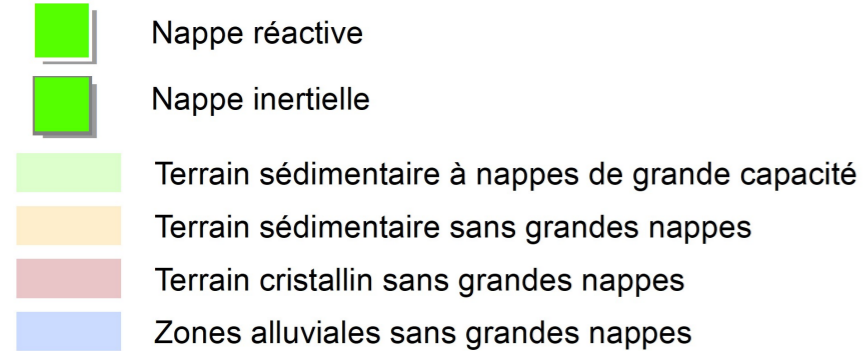 Nappe réactive
Nappe inertielle
Terrain sédimentaire à nappes de grande capacité
Terrain sédimentaire sans grandes nappes
Terrain cristallin sans grandes nappes
Zones alluviales sans grandes nappes